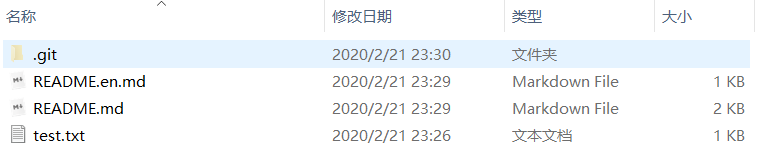 名称 修改日期 类型 大小
.git 2020/2/21 23:30 文件夹
README.en.md 2020/2/21 23:29 Markdown File 1 KB
README.md 2020/2/21 23:29 Markdown File 2 KB
test.txt 2020/2/21 23:26 文本文档 1 KB